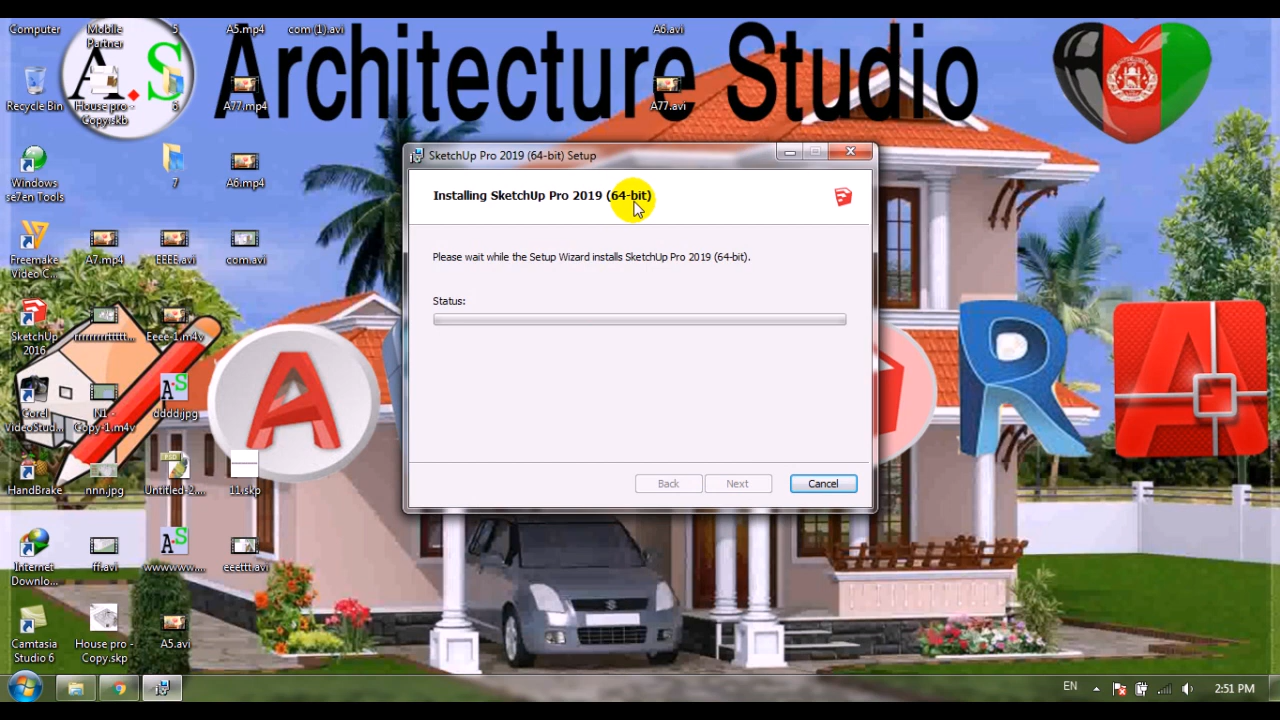 Architecture Studio
A.S
Computer
Mobile
Partner
5
A5.mp4
com (1).avi
A6.avi
Recycle Bin
House pro -
Copy.skb
6
A77.mp4
A77.avi
Windows
se7en Tools
7
A6.mp4
Freemake
Video C...
A7.mp4
EEEE.avi
com.avi
SketchUp
2016
Eeee-1.m4v
Corel
VideoStud...
N1 -
Copy-1.m4v
ddddjpg
HandBrake
nnn.jpg
Untitled-2....
11.skp
Internet
Downlo...
ff.avi
eeettt.avi
Camtasia
Studio 6
House pro -
Copy.skp
A5.avi
SketchUp Pro 2019 (64-bit) Setup
Installing SketchUp Pro 2019 (64-bit)
Please wait while the Setup Wizard installs SketchUp Pro 2019 (64-bit).
Status:
Back
Next
Cancel
EN
2:51 PM